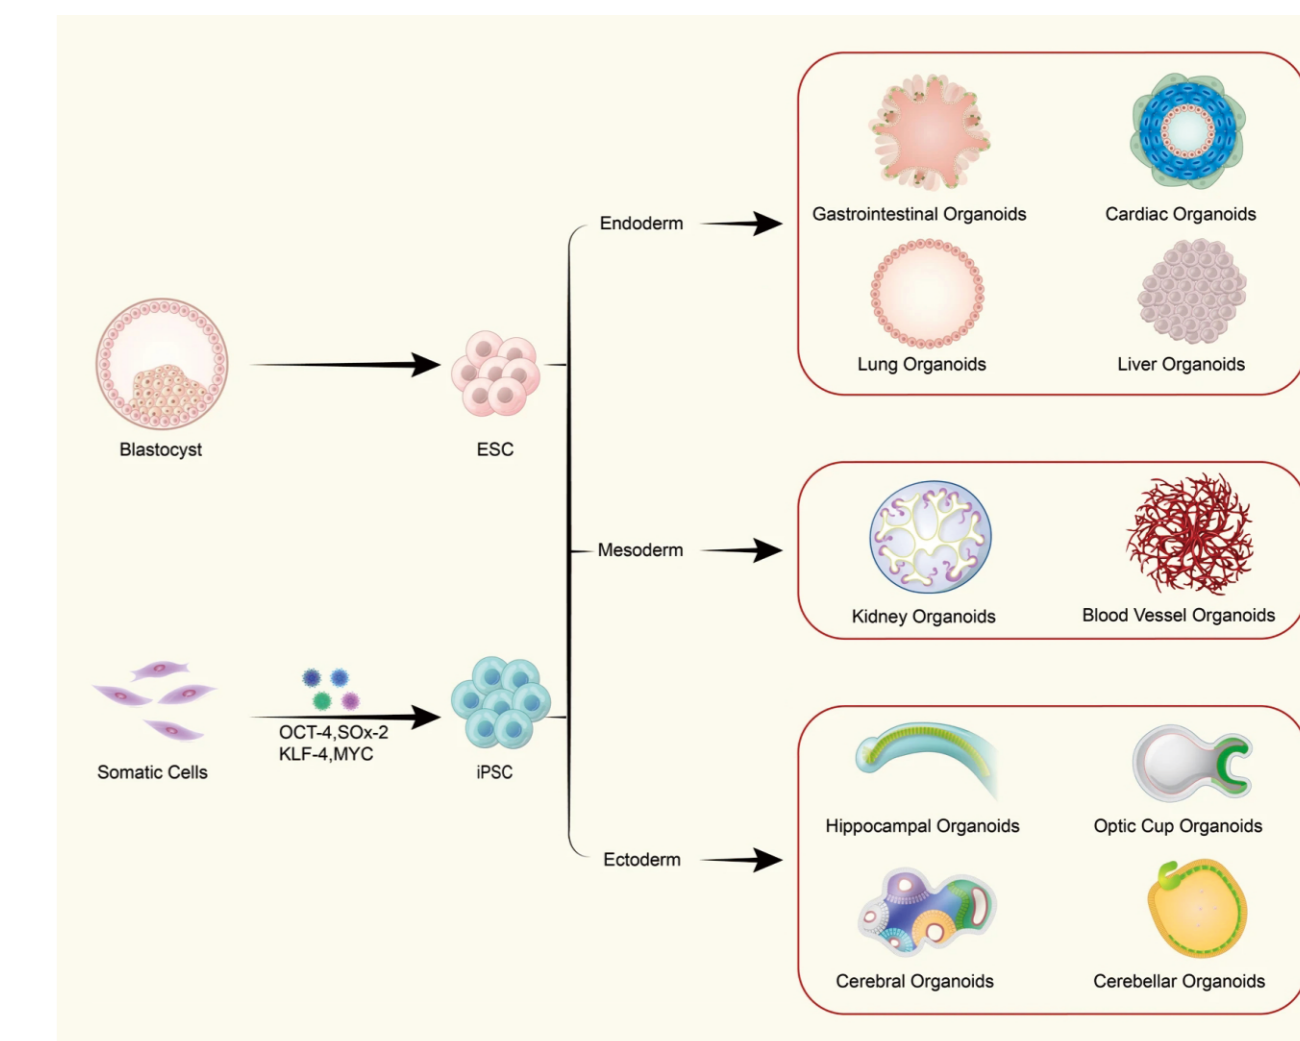 Endoderm
Gastrointestinal Organoids
Cardiac Organoids
Lung Organoids
Liver Organoids
Blastocyst
ESC
Mesoderm
Kidney Organoids
Blood Vessel Organoids
OCT-4,SOx-2
KLF-4,MYC
Somatic Cells
iPSC
Ectoderm
Hippocampal Organoids
Optic Cup Organoids
Cerebral Organoids
Cerebellar Organoids